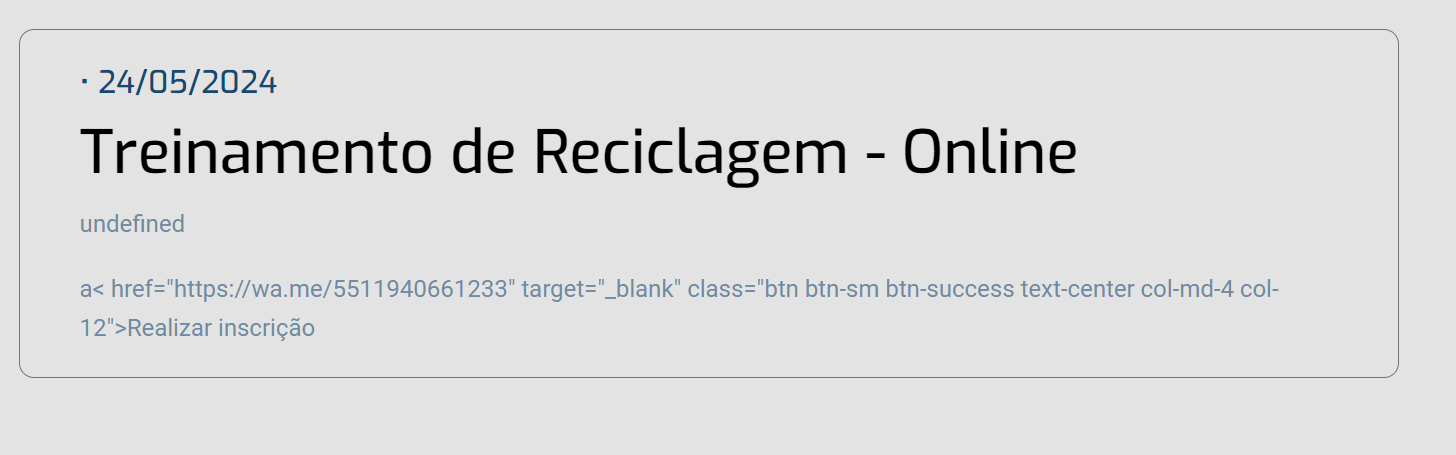 · 24/05/2024
Treinamento de Reciclagem - Online
undefined
a< href="https://wa.me/5511940661233" target="_blank" class="btn btn-sm btn-success text-center col-md-4 col-
12">Realizar inscrição